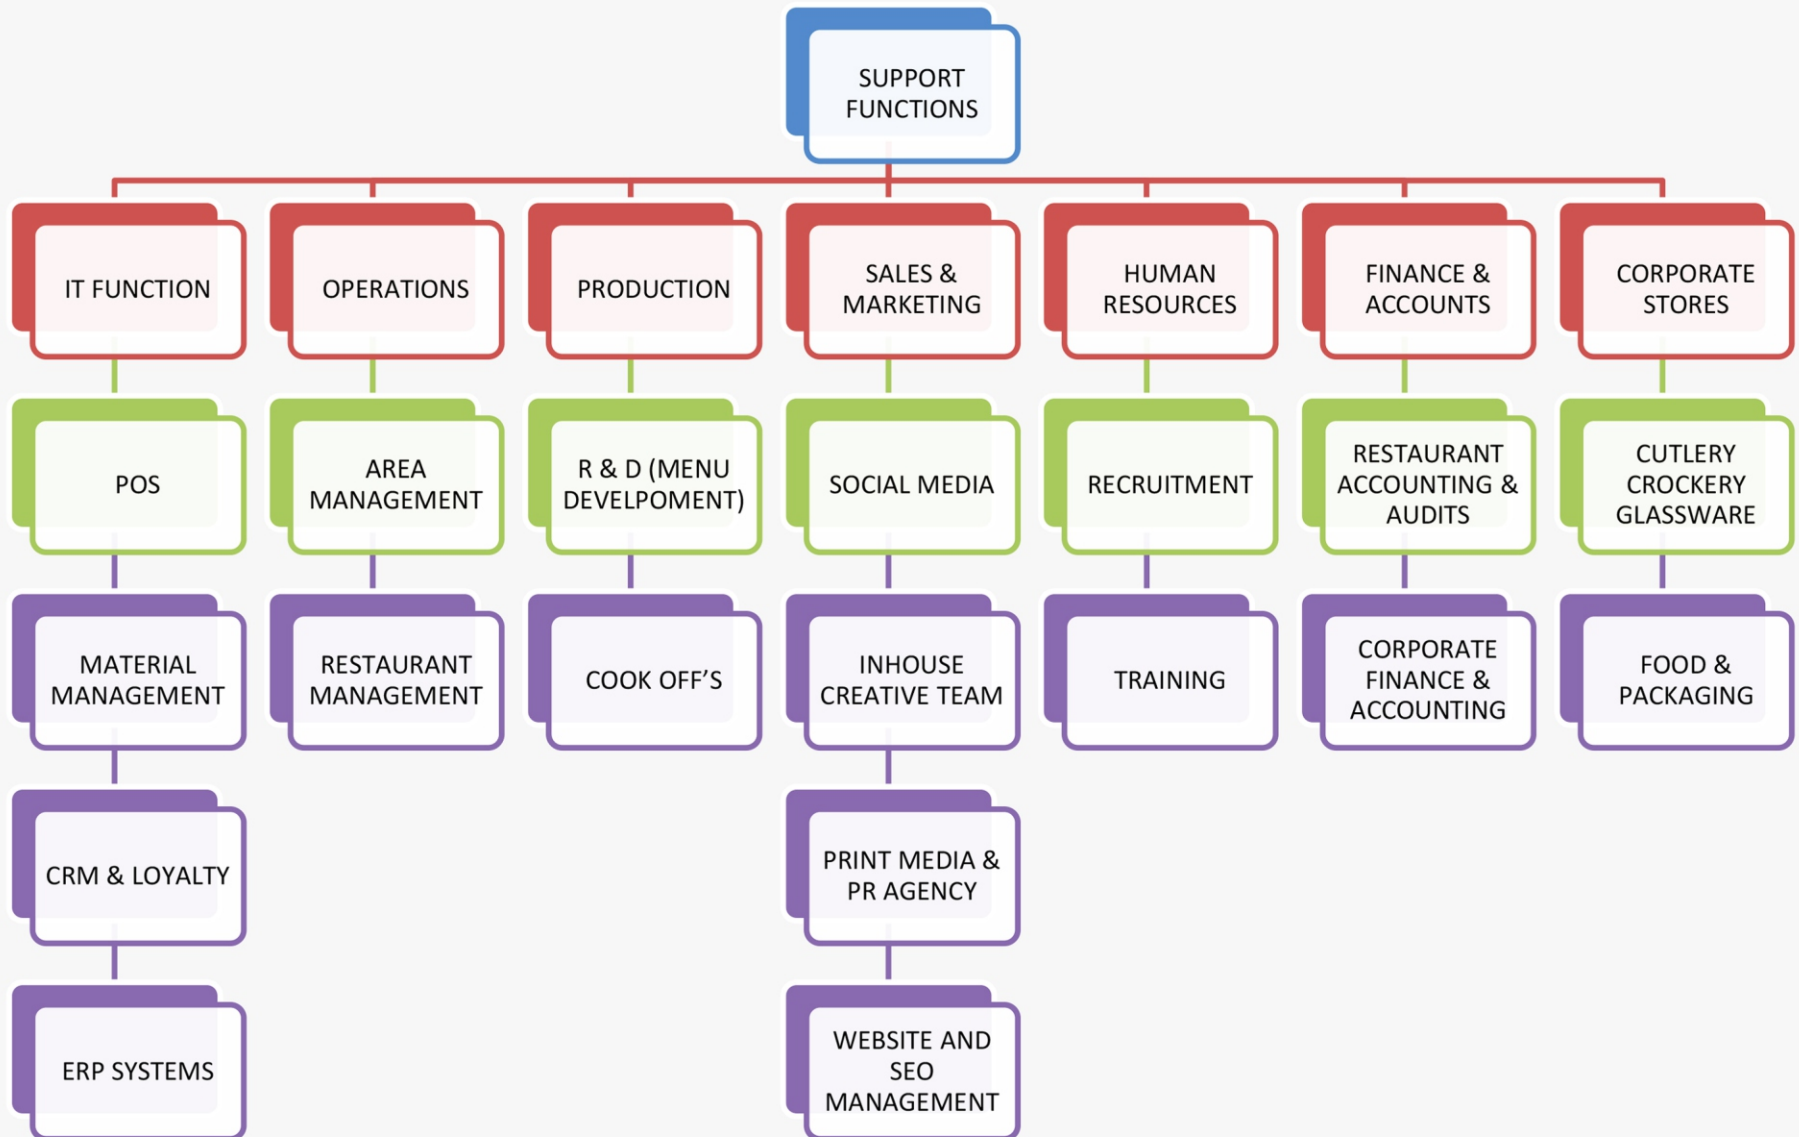 SUPPORT
FUNCTIONS
IT FUNCTION
OPERATIONS
PRODUCTION
SALES &
MARKETING
HUMAN
RESOURCES
FINANCE &
ACCOUNTS
CORPORATE
STORES
POS
AREA
MANAGEMENT
R & D (MENU
DEVELPOMENT)
SOCIAL MEDIA
RECRUITMENT
RESTAURANT
ACCOUNTING &
AUDITS
CUTLERY
CROCKERY
GLASSWARE
MATERIAL
MANAGEMENT
RESTAURANT
MANAGEMENT
COOK OFF’S
INHOUSE
CREATIVE TEAM
TRAINING
CORPORATE
FINANCE &
ACCOUNTING
FOOD &
PACKAGING
CRM & LOYALTY
PRINT MEDIA &
PR AGENCY
ERP SYSTEMS
WEBSITE AND
SEO
MANAGEMENT